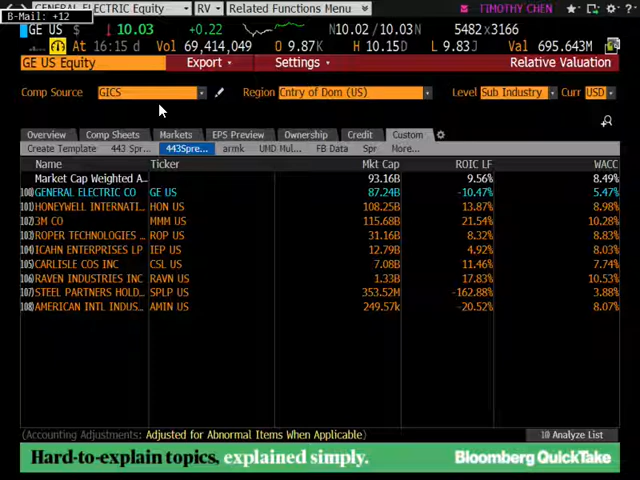 GENERAL ELECTRIC Equity RV Related Functions Menu TIMOTHY CHEN
B-Mail: +12
GE US $ 10.03 +0.22 N10.02 / 10.03N 5482x3166
At 16:15 d Vol 69,414,049 O 9.87K H 10.15D L 9.83J Val 695.643M
GE US Equity Export Settings Relative Valuation
Comp Source GICS Region Cntry of Dom (US) Level Sub Industry Curr USD
Overview Comp Sheets Markets EPS Preview Ownership Credit Custom
Create Template 443 Spr... 443Spre... armk UMD Mul... FB Data Spr More...
Name Ticker Mkt Cap ROIC LF WACC
Market Cap Weighted A... 93.16B 9.56% 8.49%
100) GENERAL ELECTRIC CO GE US 87.24B -10.47% 5.47%
101) HONEYWELL INTERNATI... HON US 108.25B 13.87% 8.98%
102) 3M CO MMM US 115.68B 21.54% 10.28%
103) ROPER TECHNOLOGIES ... ROP US 31.16B 8.32% 8.83%
104) ICAHN ENTERPRISES LP IEP US 12.79B 4.92% 8.03%
105) CARLISLE COS INC CSL US 7.08B 11.46% 7.74%
106) RAVEN INDUSTRIES INC RAVN US 1.33B 17.83% 10.53%
107) STEEL PARTNERS HOLD... SPLP US 353.52M -162.88% 3.88%
108) AMERICAN INTL INDUS... AMIN US 249.57k -20.52% 8.07%
(Accounting Adjustments: Adjusted for Abnormal Items When Applicable) 10 Analyze List
Hard-to-explain topics, explained simply. Bloomberg QuickTake